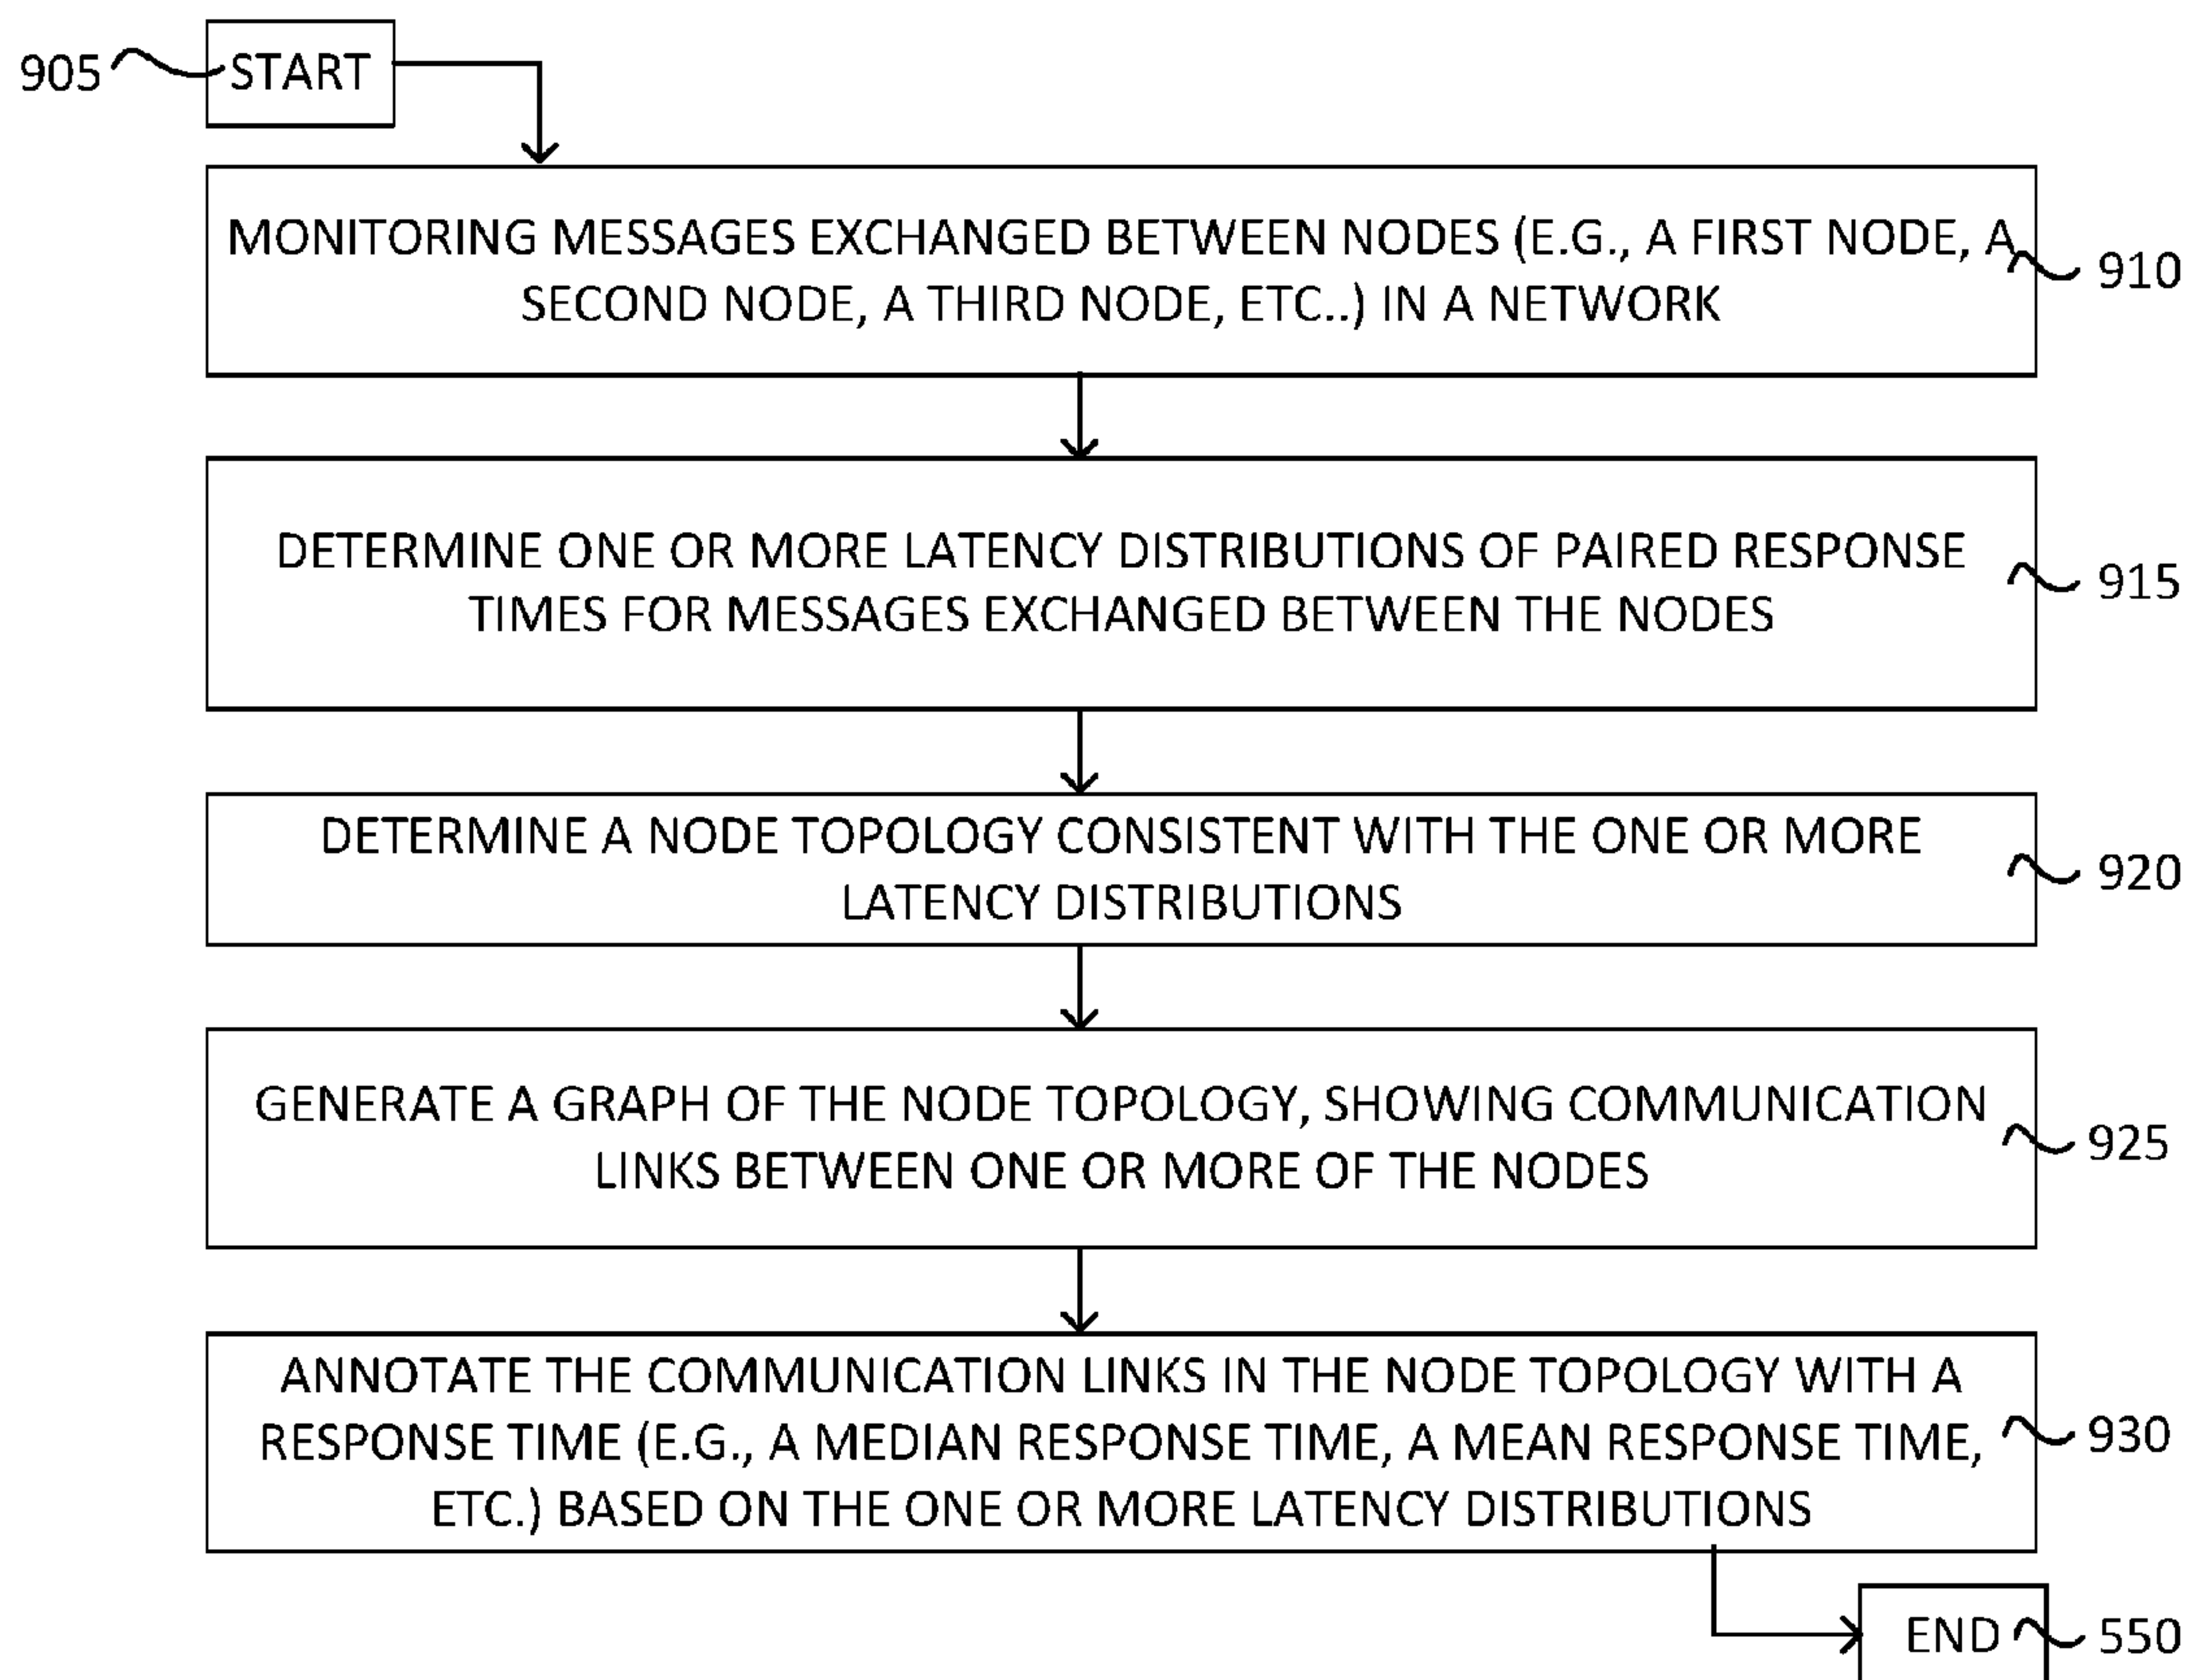 905 START
MONITORING MESSAGES EXCHANGED BETWEEN NODES (E.G., A FIRST NODE, A
SECOND NODE, A THIRD NODE, ETC..) IN A NETWORK
910
DETERMINE ONE OR MORE LATENCY DISTRIBUTIONS OF PAIRED RESPONSE
TIMES FOR MESSAGES EXCHANGED BETWEEN THE NODES
915
DETERMINE A NODE TOPOLOGY CONSISTENT WITH THE ONE OR MORE
LATENCY DISTRIBUTIONS
920
GENERATE A GRAPH OF THE NODE TOPOLOGY, SHOWING COMMUNICATION
LINKS BETWEEN ONE OR MORE OF THE NODES
925
ANNOTATE THE COMMUNICATION LINKS IN THE NODE TOPOLOGY WITH A
RESPONSE TIME (E.G., A MEDIAN RESPONSE TIME, A MEAN RESPONSE TIME,
ETC.) BASED ON THE ONE OR MORE LATENCY DISTRIBUTIONS
930
END 550